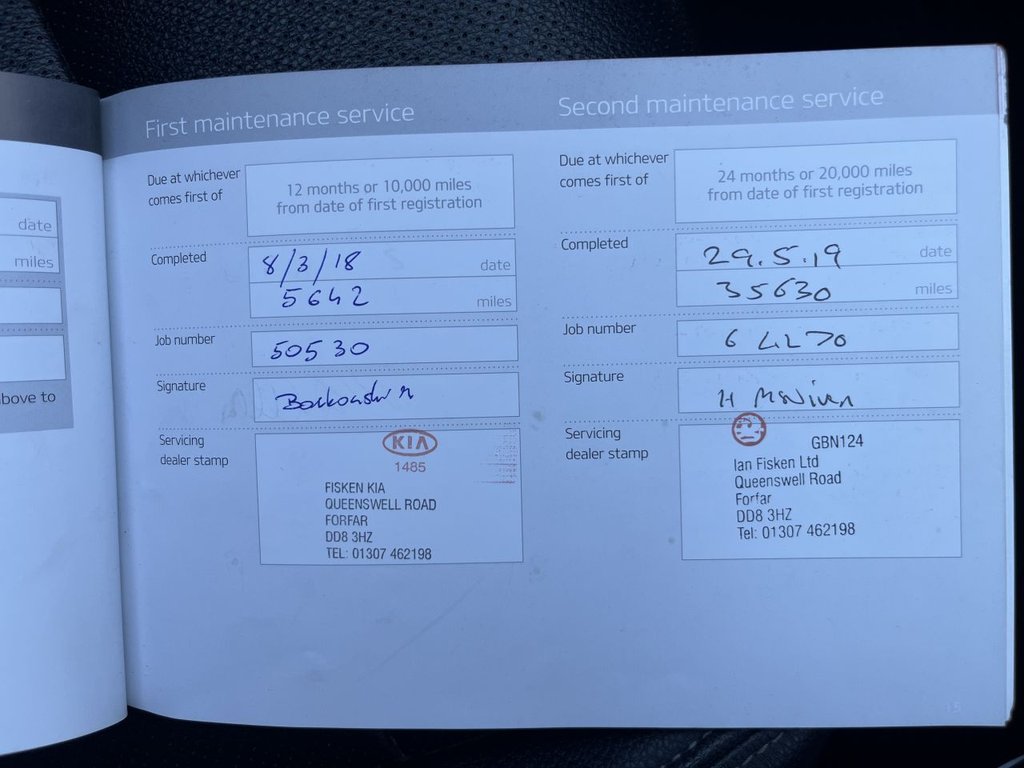 date
miles
bove to
First maintenance service
Due at whichever
comes first of
12 months or 10,000 miles
from date of first registration
Completed
8/3/18 date
5642 miles
Job number
50530
Signature
Servicing
dealer stamp
KIA
1485
FISKEN KIA
QUEENSWELL ROAD
FORFAR
DD8 3HZ
TEL: 01307 462198
Second maintenance service
Due at whichever
comes first of
24 months or 20,000 miles
from date of first registration
Completed
29.5.19 date
35630 miles
Job number
Signature
Servicing
dealer stamp
GBN124
Ian Fisken Ltd
Queenswell Road
Forfar
DD8 3HZ
Tel: 01307 462198